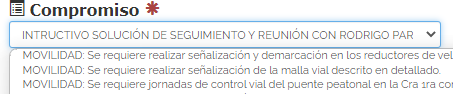 Compromiso *
INTRUCTIVO SOLUCIÓN DE SEGUIMIENTO Y REUNIÓN CON RODRIGO PAR
MOVILIDAD: Se requiere realizar señalización y demarcación en los reductores de vel
MOVILIDAD: Se requiere realizar señalización de la malla vial descrito en detallado.
MOVILIDAD: Se requiere jornadas de control vial del puente peatonal en la Cra 1ra co